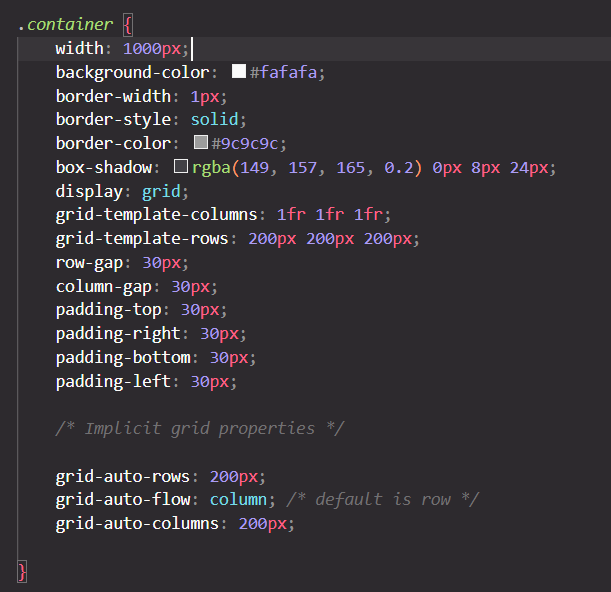 .container {
width: 1000px;
background-color: #fafafa;
border-width: 1px;
border-style: solid;
border-color: #9c9c9c;
box-shadow: rgba(149, 157, 165, 0.2) 0px 8px 24px;
display: grid;
grid-template-columns: 1fr 1fr 1fr;
grid-template-rows: 200px 200px 200px;
row-gap: 30px;
column-gap: 30px;
padding-top: 30px;
padding-right: 30px;
padding-bottom: 30px;
padding-left: 30px;
/* Implicit grid properties */
grid-auto-rows: 200px;
grid-auto-flow: column; /* default is row */
grid-auto-columns: 200px;
}